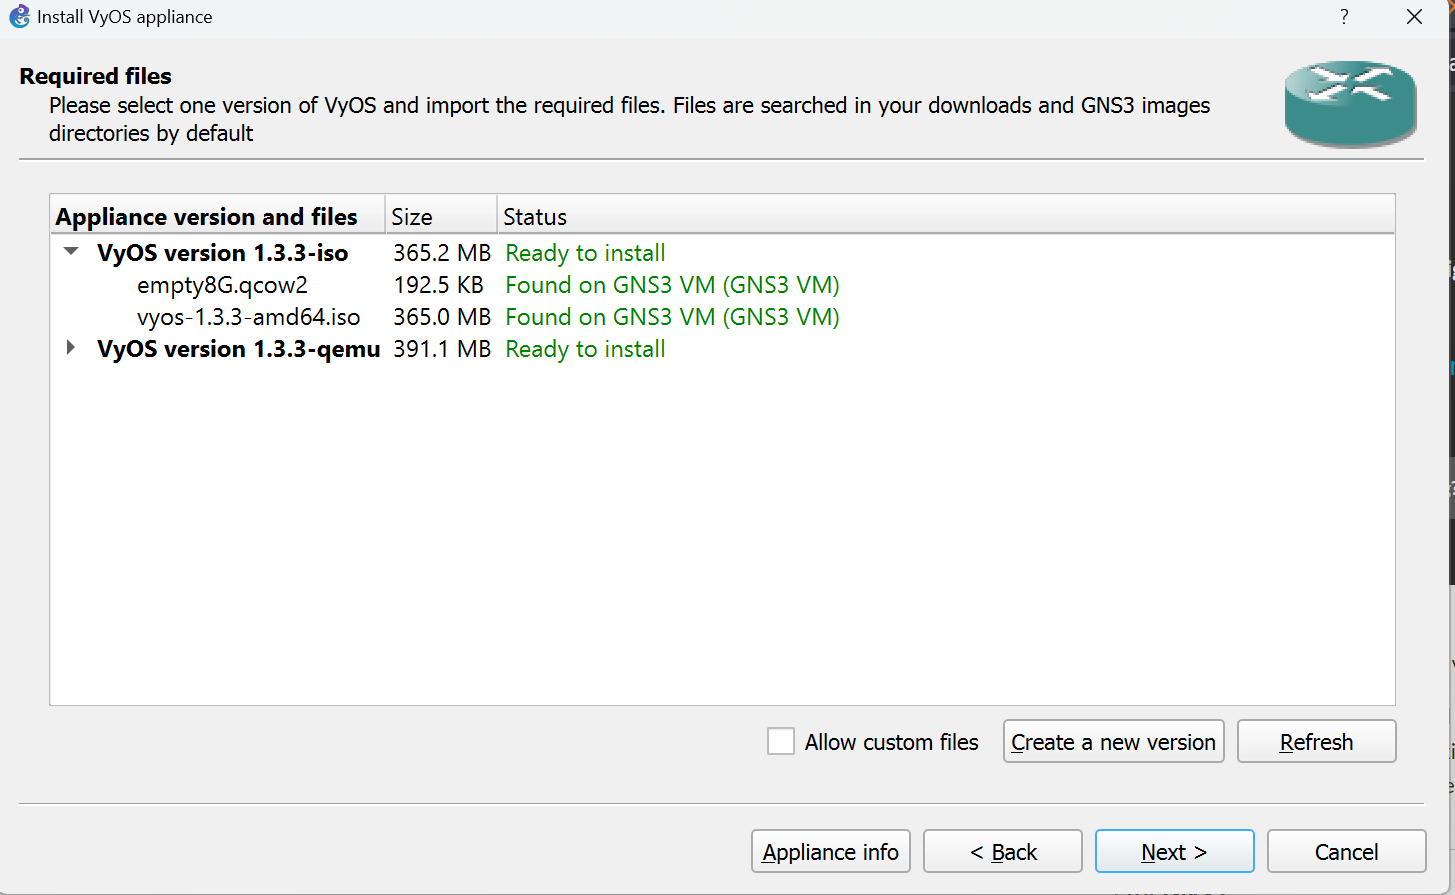 Install VyOS appliance
?
Required files
Please select one version of VyOS and import the required files. Files are searched in your downloads and GNS3 images
directories by default
Appliance version and files Size Status
VyOS version 1.3.3-iso 365.2 MB Ready to install
empty8G.qcow2 192.5 KB Found on GNS3 VM (GNS3 VM)
vyos-1.3.3-amd64.iso 365.0 MB Found on GNS3 VM (GNS3 VM)
VyOS version 1.3.3-qemu 391.1 MB Ready to install
Allow custom files Create a new version Refresh
Appliance info < Back Next > Cancel